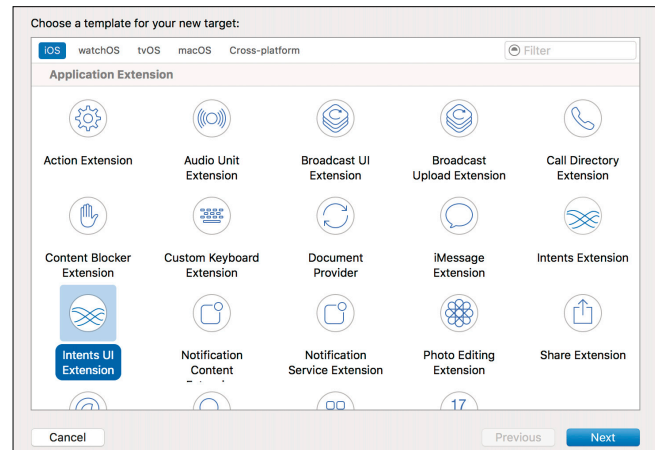 Choose a template for your new target:
iOS watchOS tvOS macOS Cross-platform Filter
Application Extension
Action Extension
Audio Unit
Extension
Broadcast UI
Extension
Broadcast
Upload Extension
Call Directory
Extension
Content Blocker
Extension
Custom Keyboard
Extension
Document
Provider
iMessage
Extension
Intents Extension
Intents UI
Extension
Notification
Content
Notification
Service Extension
Photo Editing
Extension
Share Extension
17
Cancel Previous Next